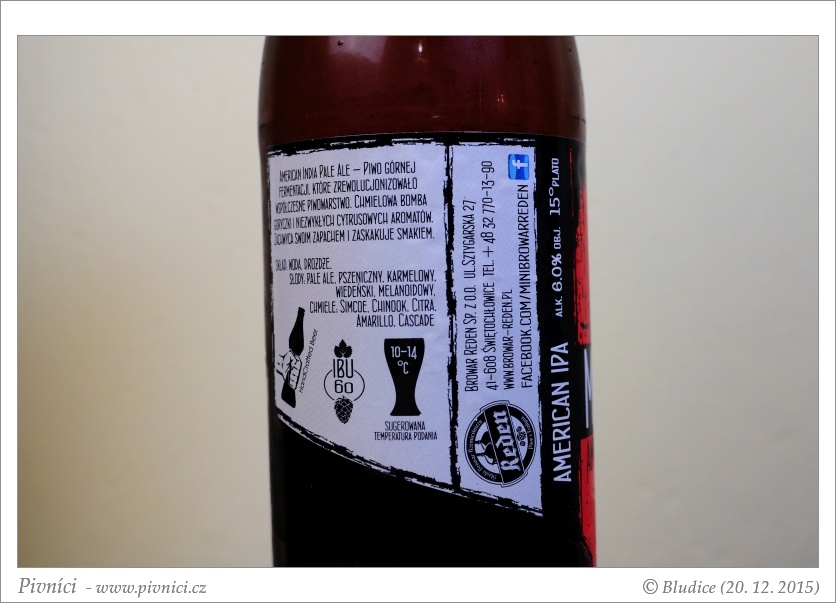 American India Pale Ale – Piwo górnej
fermentacji, które zrewolucjonizowało
współczesne piwowarstwo. Chmielowa bomba
goryczki i niezwykłych cytrusowych aromatów.
Zachwyca swoim zapachem i zaskakuje smakiem.
Skład: woda, drożdże,
słody: pale ale, pszeniczny, karmelowy,
wiedeński, melanoidowy,
chmiele: Simcoe, Chinook, Citra,
Amarillo, Cascade
HandCrafted Beer
IBU
60
10-14
°C
SUGEROWANA
TEMPERATURA PODANIA
Browar Reden Sp. z o.o. ul.Sztygarska 27
41-608 Świętochłowice tel. + 48 32 770-13-90
www.browar-reden.pl
facebook.com/minibrowarreden
f
Reden
AMERICAN IPA ALK. 6,0% OBJ. 15° PLATO
Pivníci - www.pivnici.cz
© Bludice (20. 12. 2015)